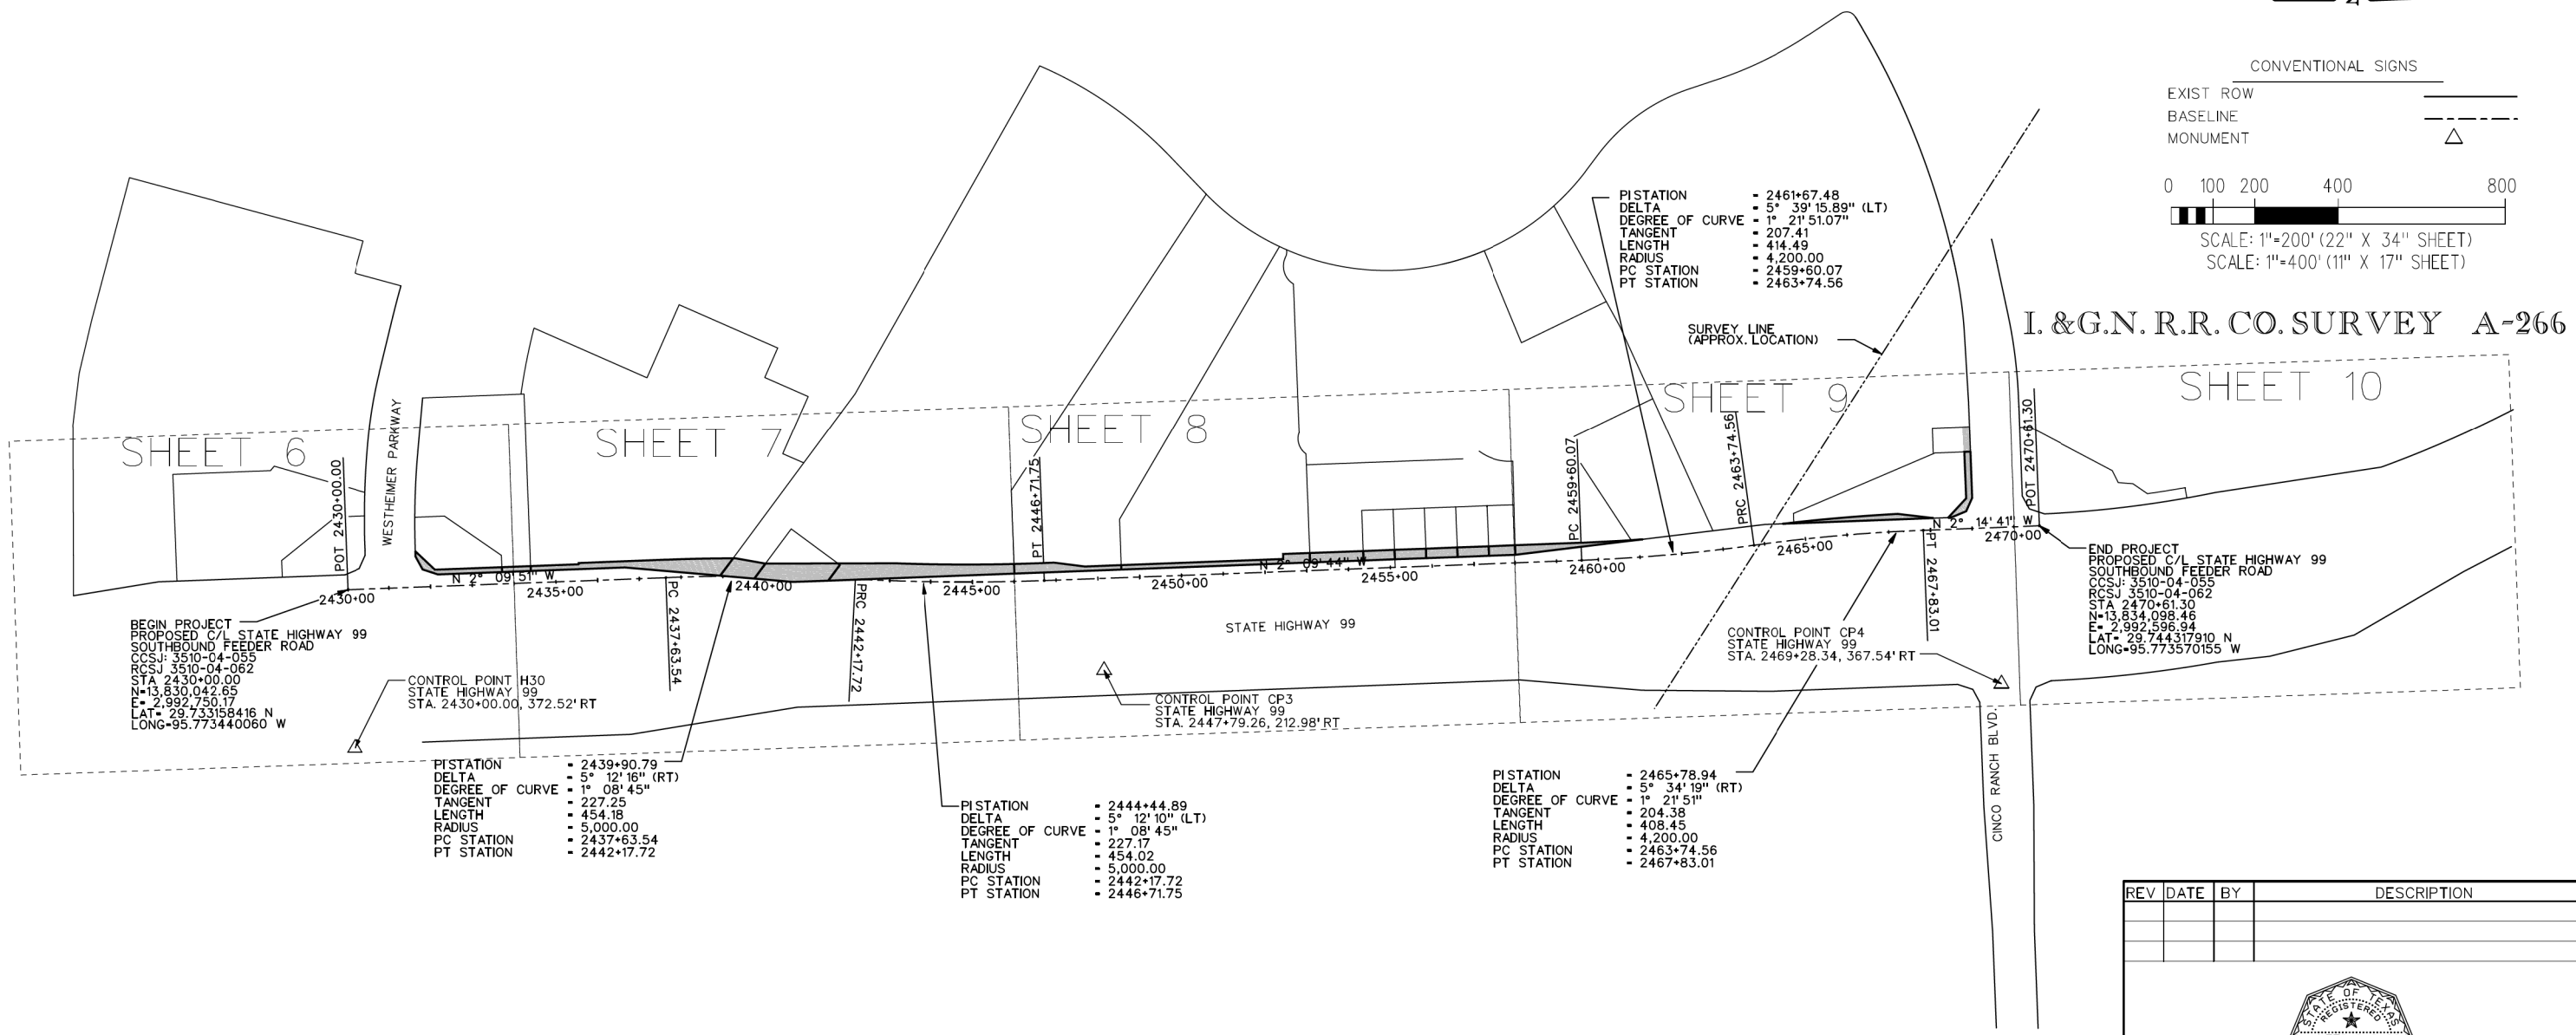 CONVENTIONAL SIGNS
EXIST ROW
BASELINE
MONUMENT
0 100 200 400 800
SCALE: 1"=200' (22" X 34" SHEET)
SCALE: 1"=400' (11" X 17" SHEET)
I. &G.N. R.R. CO. SURVEY A-266
PI STATION = 2461+67.48
DELTA = 5° 39' 15.89" (LT)
DEGREE OF CURVE = 1° 21' 51.07"
TANGENT = 207.41
LENGTH = 414.49
RADIUS = 4,200.00
PC STATION = 2459+60.07
PT STATION = 2463+74.56
SURVEY LINE
(APPROX. LOCATION)
SHEET 6
SHEET 7
SHEET 8
SHEET 9
SHEET 10
WESTHEIMER PARKWAY
POT 2430+00.00
PT 2446+71.75
PC 2459+60.07
PRC 2463+74.56
POT 2470+61.30
N 2° 09' 51" W
N 2° 09' 44" W
N 2° 14' 41" W
2430+00
2435+00
2440+00
2445+00
2450+00
2455+00
2460+00
2465+00
2470+00
PC 2437+63.54
PRC 2442+17.72
PT 2467+83.01
STATE HIGHWAY 99
BEGIN PROJECT
PROPOSED C/L STATE HIGHWAY 99
SOUTHBOUND FEEDER ROAD
CCSJ: 3510-04-055
RCSJ 3510-04-062
STA 2430+00.00
N=13,830,042.65
E= 2,992,750.17
LAT= 29.733158416 N
LONG=95.773440060 W
CONTROL POINT H30
STATE HIGHWAY 99
STA. 2430+00.00, 372.52' RT
CONTROL POINT CP3
STATE HIGHWAY 99
STA. 2447+79.26, 212.98' RT
CONTROL POINT CP4
STATE HIGHWAY 99
STA. 2469+28.34, 367.54' RT
END PROJECT
PROPOSED C/L STATE HIGHWAY 99
SOUTHBOUND FEEDER ROAD
CCSJ: 3510-04-055
RCSJ 3510-04-062
STA 2470+61.30
N=13,834,098.46
E= 2,992,596.94
LAT= 29.744317910 N
LONG=95.773570155 W
PI STATION = 2439+90.79
DELTA = 5° 12' 16" (RT)
DEGREE OF CURVE = 1° 08' 45"
TANGENT = 227.25
LENGTH = 454.18
RADIUS = 5,000.00
PC STATION = 2437+63.54
PT STATION = 2442+17.72
PI STATION = 2444+44.89
DELTA = 5° 12' 10" (LT)
DEGREE OF CURVE = 1° 08' 45"
TANGENT = 227.17
LENGTH = 454.02
RADIUS = 5,000.00
PC STATION = 2442+17.72
PT STATION = 2446+71.75
PI STATION = 2465+78.94
DELTA = 5° 34' 19" (RT)
DEGREE OF CURVE = 1° 21' 51"
TANGENT = 204.38
LENGTH = 408.45
RADIUS = 4,200.00
PC STATION = 2463+74.56
PT STATION = 2467+83.01
CINCO RANCH BLVD.
REV DATE BY DESCRIPTION
STATE OF TEXAS
REGISTERED